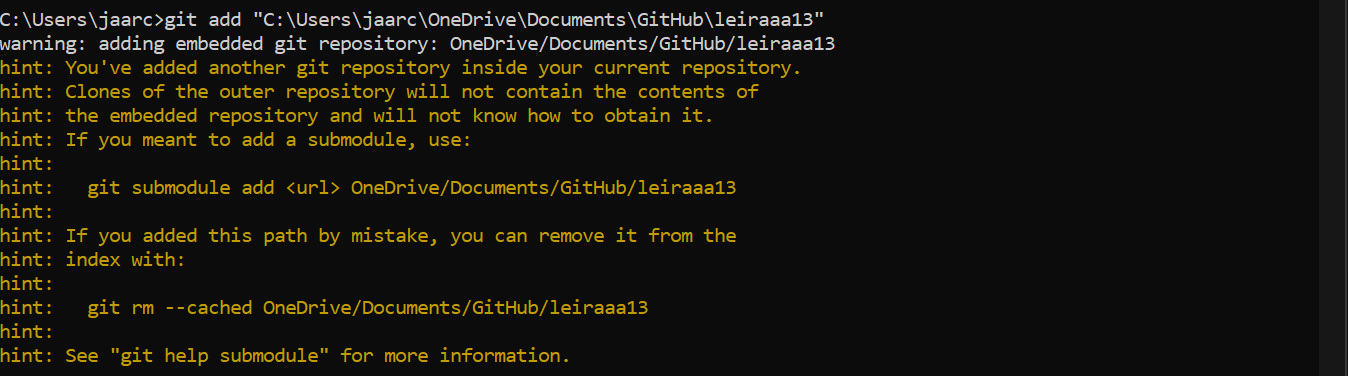 C:\Users\jaarc>git add "C:\Users\jaarc\OneDrive\Documents\GitHub\leiraaa13"
warning: adding embedded git repository: OneDrive/Documents/GitHub/leiraaa13
hint: You've added another git repository inside your current repository.
hint: Clones of the outer repository will not contain the contents of
hint: the embedded repository and will not know how to obtain it.
hint: If you meant to add a submodule, use:
hint:
hint:   git submodule add <url> OneDrive/Documents/GitHub/leiraaa13
hint:
hint: If you added this path by mistake, you can remove it from the
hint: index with:
hint:
hint:   git rm --cached OneDrive/Documents/GitHub/leiraaa13
hint:
hint: See "git help submodule" for more information.